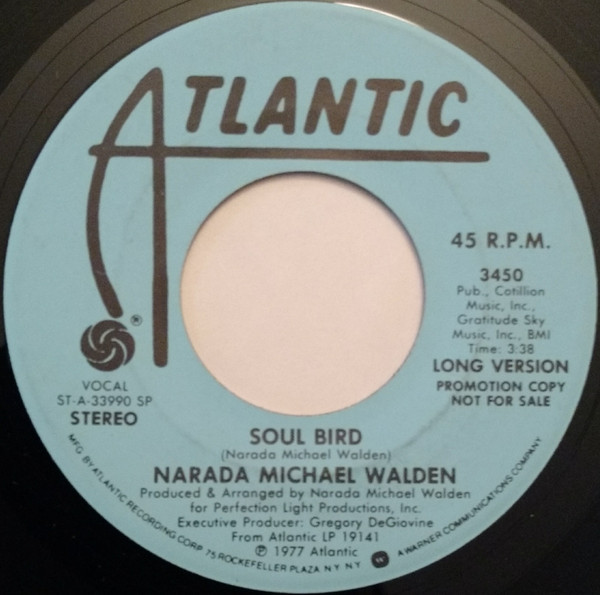 ATLANTIC
®
45 R.P.M.
3450
Pub., Cotillion
Music, Inc.,
Gratitude Sky
Music, Inc., BMI
Time: 3:38
LONG VERSION
PROMOTION COPY
NOT FOR SALE
VOCAL
ST-A-33990 SP
STEREO
SOUL BIRD
(Narada Michael Walden)
NARADA MICHAEL WALDEN
Produced & Arranged by Narada Michael Walden
for Perfection Light Productions, Inc.
Executive Producer: Gregory DeGiovine
From Atlantic LP 19141
℗ 1977 Atlantic
MFG. BY ATLANTIC RECORDING CORP. 75 ROCKEFELLER PLAZA N.Y. N.Y. A WARNER COMMUNICATIONS COMPANY